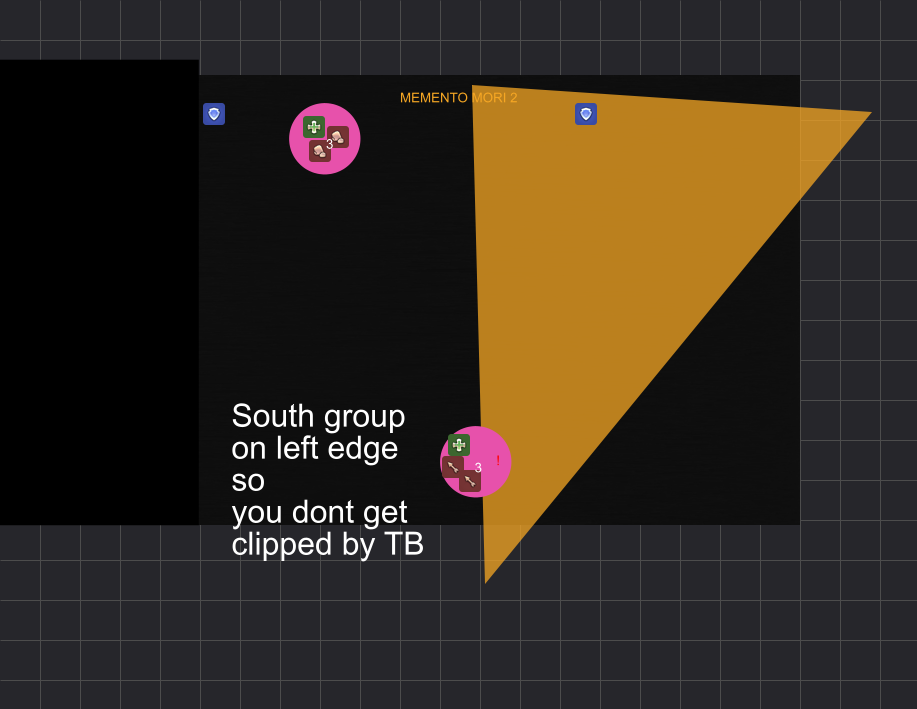 MEMENTO MORI 2
3
South group
on left edge
so
you dont get
clipped by TB
3 !